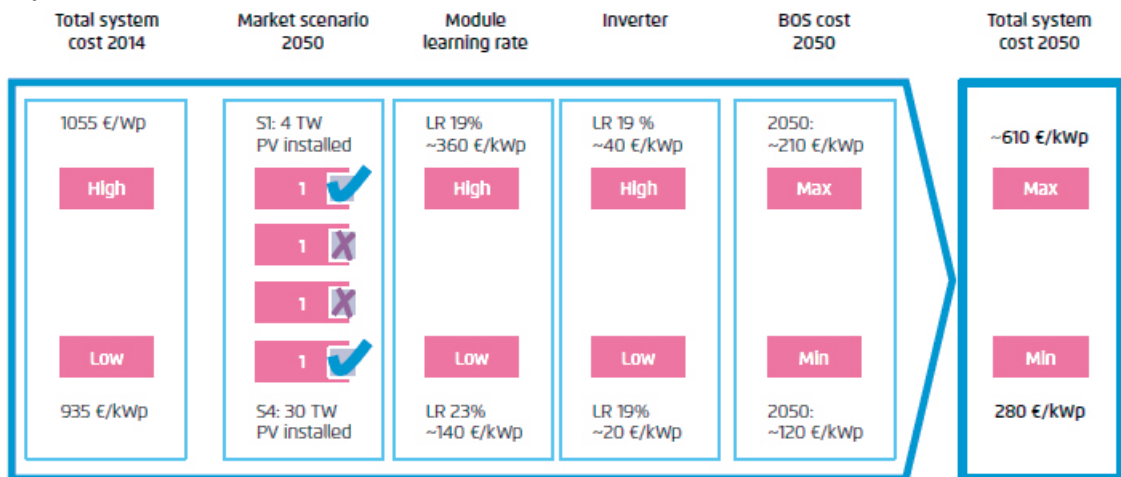 Total system
cost 2014
Market scenario
2050
Module
learning rate
Inverter
BOS cost
2050
Total system
cost 2050
1055 €/Wp
High
Low
935 €/kWp
S1: 4 TW
PV installed
1
1
1
1
S4: 30 TW
PV installed
LR 19%
~360 €/kWp
High
Low
LR 23%
~140 €/kWp
LR 19 %
~40 €/kWp
High
Low
LR 19%
~20 €/kWp
2050:
~210 €/kWp
Max
Min
2050:
~120 €/kWp
~610 €/kWp
Max
Min
280 €/kWp